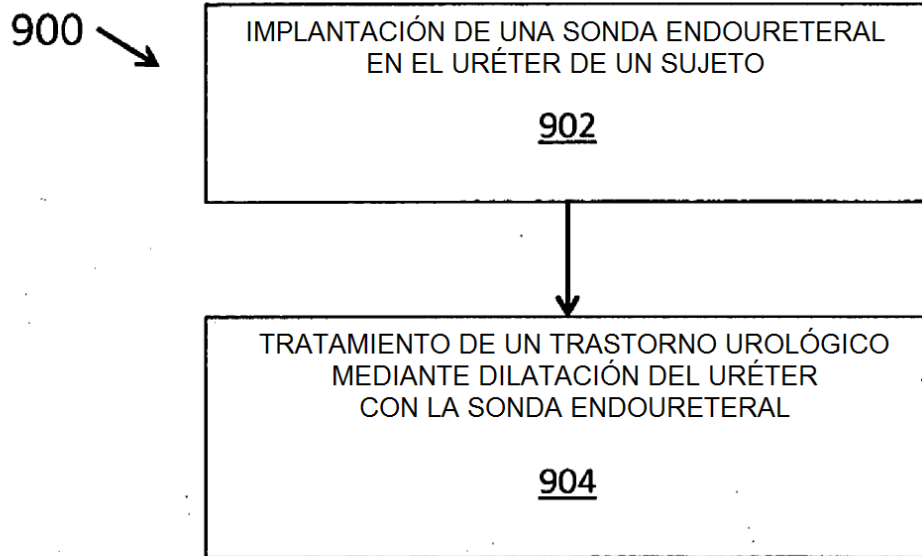 900
IMPLANTACIÓN DE UNA SONDA ENDOURETERAL
EN EL URÉTER DE UN SUJETO
902
TRATAMIENTO DE UN TRASTORNO UROLÓGICO
MEDIANTE DILATACIÓN DEL URÉTER
CON LA SONDA ENDOURETERAL
904